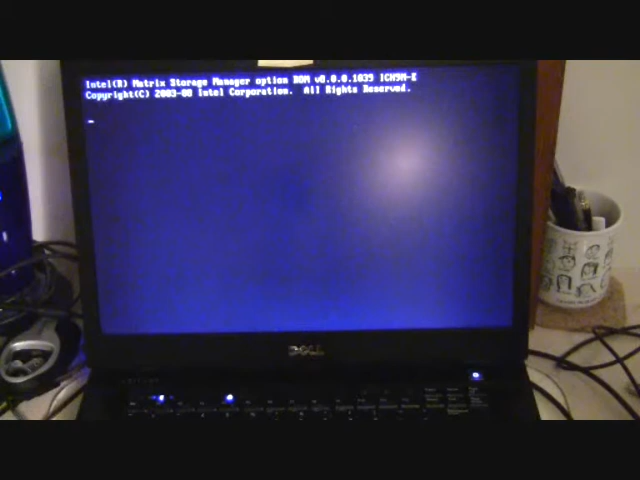 Intel(R) Matrix Storage Manager option ROM v8.0.0.1039 ICH9M-E
Copyright(C) 2003-08 Intel Corporation. All Rights Reserved.
DELL